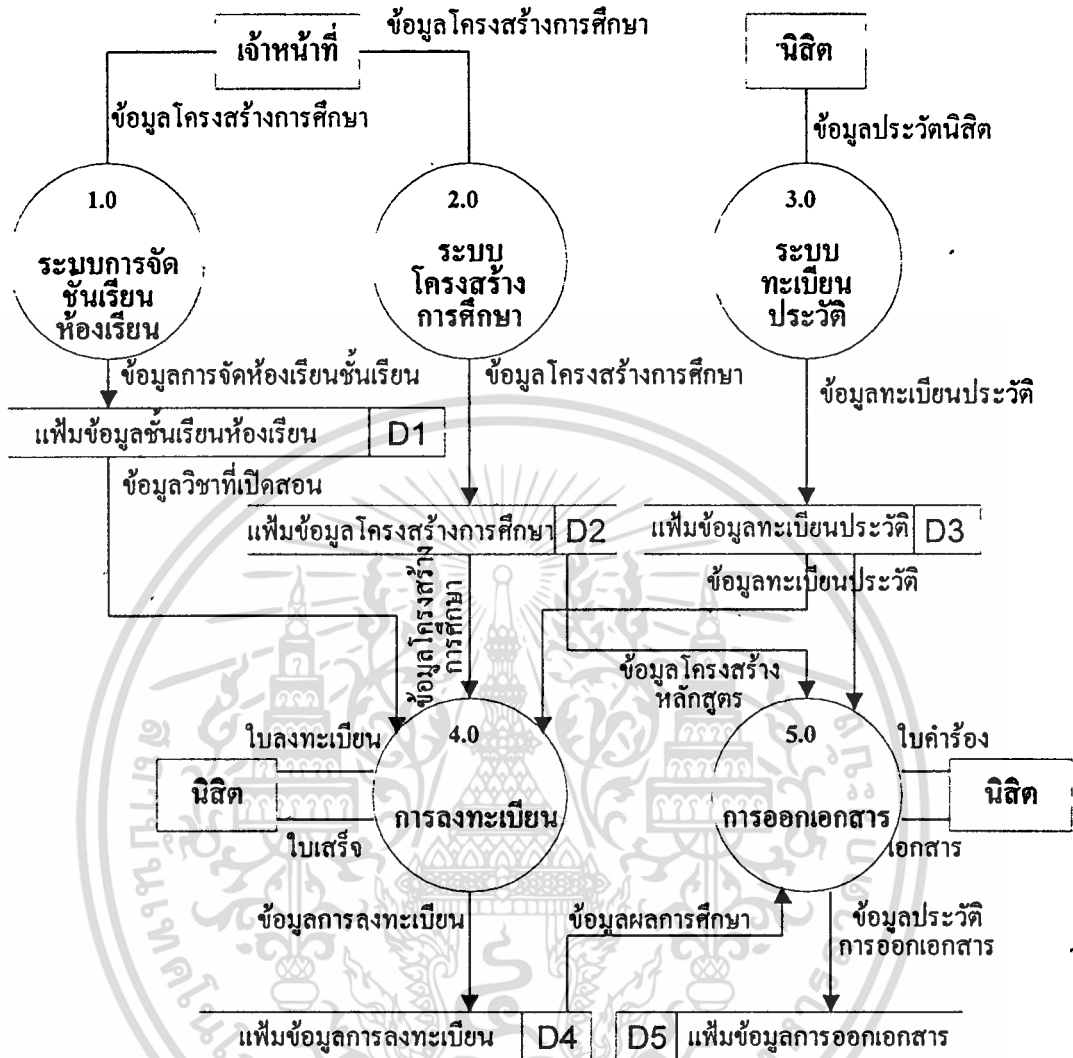 ข้อมูลโครงสร้างการศึกษา
เจ้าหน้าที่
นิสิต
ข้อมูลโครงสร้างการศึกษา
ข้อมูลประวัตนิสิต
1.0
ระบบการจัด
ชั้นเรียน
ห้องเรียน
2.0
ระบบ
โครงสร้าง
การศึกษา
3.0
ระบบ
ทะเบียน
ประวัติ
ข้อมูลการจัดห้องเรียนชั้นเรียน
ข้อมูลโครงสร้างการศึกษา
ข้อมูลทะเบียนประวัติ
แฟ้มข้อมูลชั้นเรียนห้องเรียน D1
ข้อมูลวิชาที่เปิดสอน
แฟ้มข้อมูลโครงสร้างการศึกษา D2
แฟ้มข้อมูลทะเบียนประวัติ D3
ข้อมูลโครงสร้าง
การศึกษา
ข้อมูลทะเบียนประวัติ
ข้อมูลโครงสร้าง
หลักสูตร
ใบลงทะเบียน
4.0
5.0
ใบคำร้อง
นิสิต
การลงทะเบียน
การออกเอกสาร
นิสิต
ใบเสร็จ
เอกสาร
ข้อมูลการลงทะเบียน
ข้อมูลผลการศึกษา
ข้อมูลประวัติ
การออกเอกสาร
แฟ้มข้อมูลการลงทะเบียน D4
D5 แฟ้มข้อมูลการออกเอกสาร